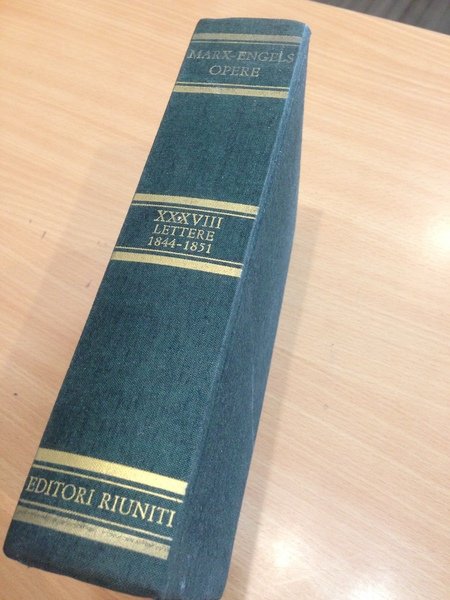 MARX-ENGELS
OPERE
XXXVIII
LETTERE
1844-1851
EDITORI RIUNITI